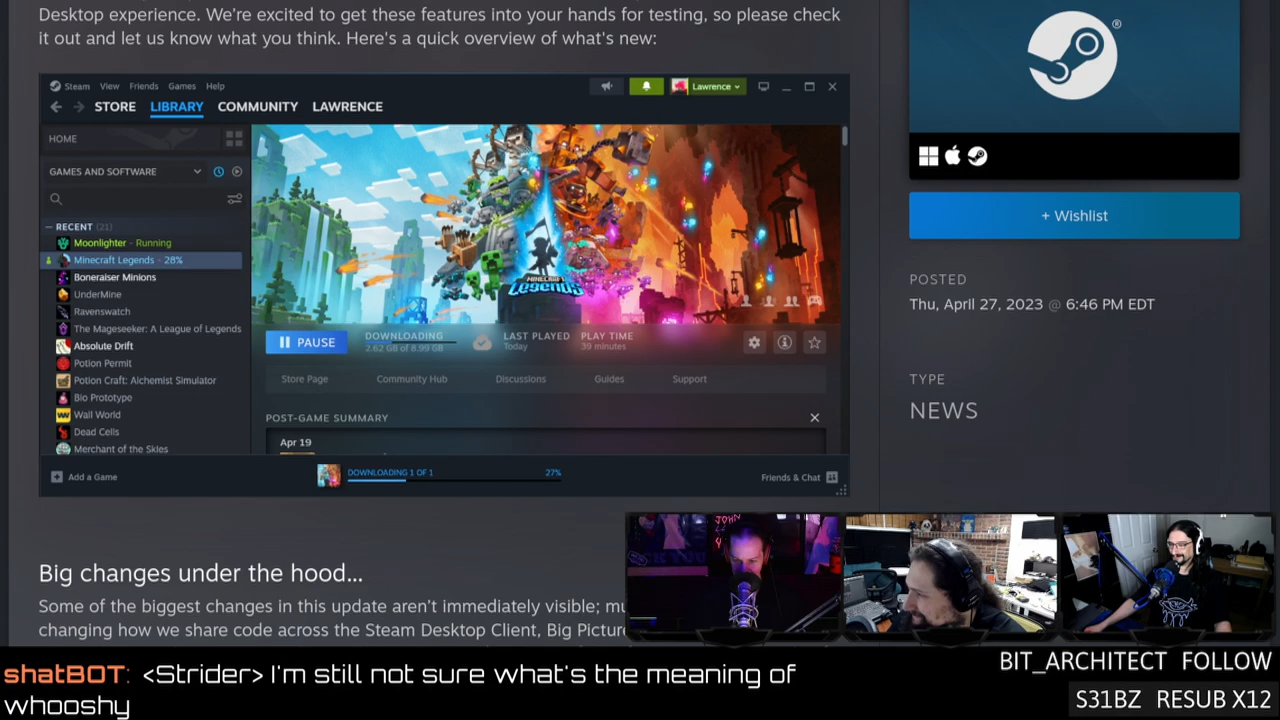 Desktop experience. We're excited to get these features into your hands for testing, so please check
it out and let us know what you think. Here's a quick overview of what's new:
Steam View Friends Games Help
Lawrence
STORE LIBRARY COMMUNITY LAWRENCE
HOME
GAMES AND SOFTWARE
RECENT (21)
Moonlighter - Running
Minecraft Legends - 28%
Boneraiser Minions
UnderMine
Ravenswatch
The Mageseeker: A League of Legends
Absolute Drift
Potion Permit
Potion Craft: Alchemist Simulator
Bio Prototype
Wall World
Dead Cells
Merchant of the Skies
MINECRAFT
Legends
PAUSE
DOWNLOADING
2.62 GB of 8.99 GB
LAST PLAYED
Today
PLAY TIME
39 minutes
Store Page Community Hub Discussions Guides Support
POST-GAME SUMMARY
Apr 19
Add a Game
DOWNLOADING 1 OF 1 27%
Friends & Chat
Big changes under the hood...
Some of the biggest changes in this update aren't immediately visible; mu
changing how we share code across the Steam Desktop Client, Big Pictur
®
+ Wishlist
POSTED
Thu, April 27, 2023 @ 6:46 PM EDT
TYPE
NEWS
JOHN
shatBOT: <Strider> I'm still not sure what's the meaning of
whooshy
BIT_ARCHITECT FOLLOW
S31BZ RESUB X12